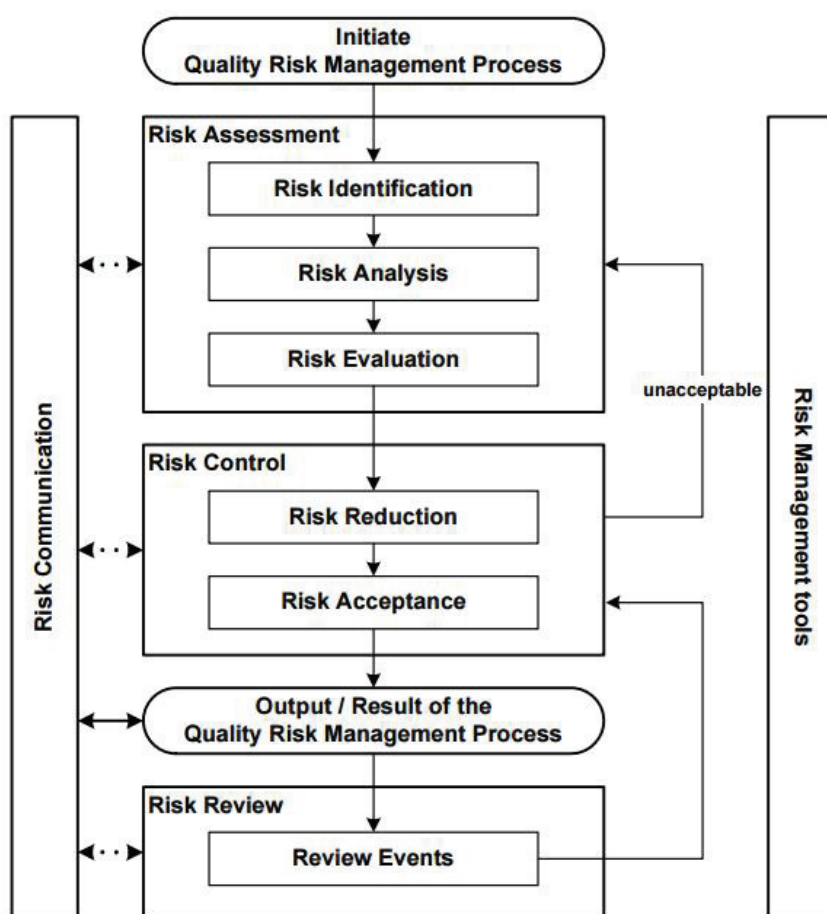 Initiate
Quality Risk Management Process
Risk Assessment
Risk Identification
Risk Analysis
Risk Evaluation
unacceptable
Risk Communication
Risk Management tools
Risk Control
Risk Reduction
Risk Acceptance
Output / Result of the
Quality Risk Management Process
Risk Review
Review Events